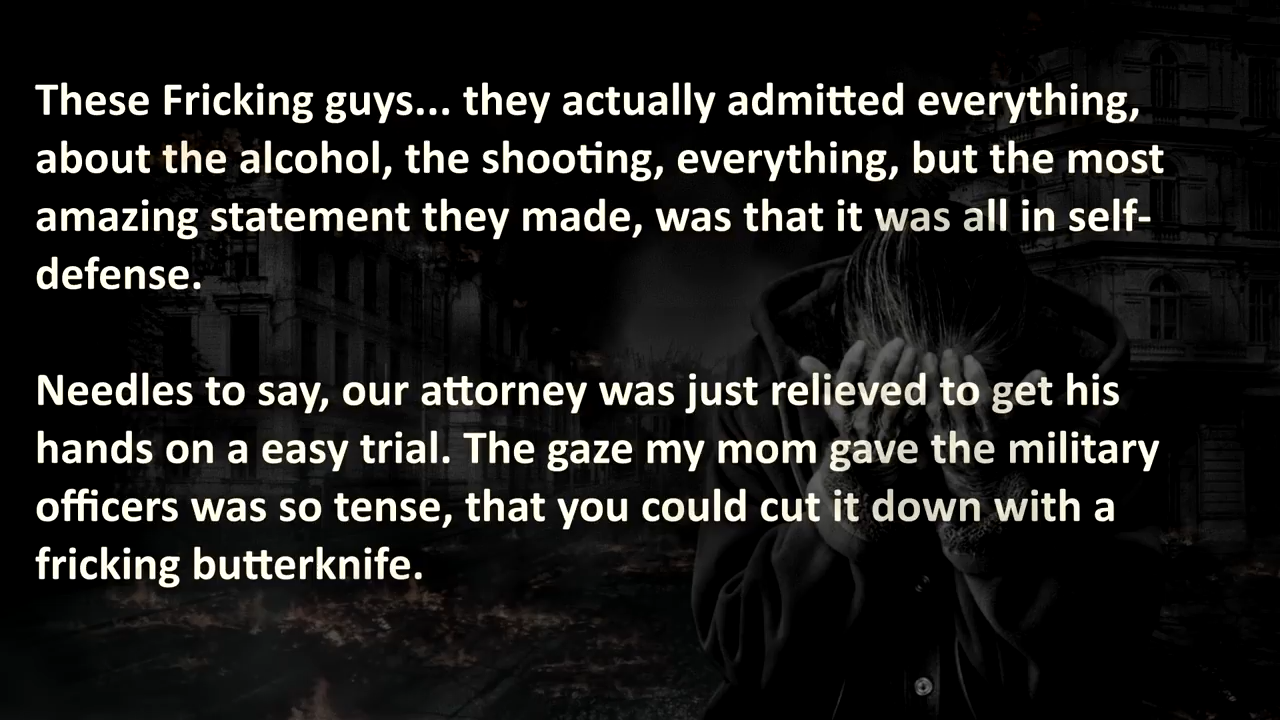 These Fricking guys... they actually admitted everything,
about the alcohol, the shooting, everything, but the most
amazing statement they made, was that it was all in self-
defense.
Needles to say, our attorney was just relieved to get his
hands on a easy trial. The gaze my mom gave the military
officers was so tense, that you could cut it down with a
fricking butterknife.